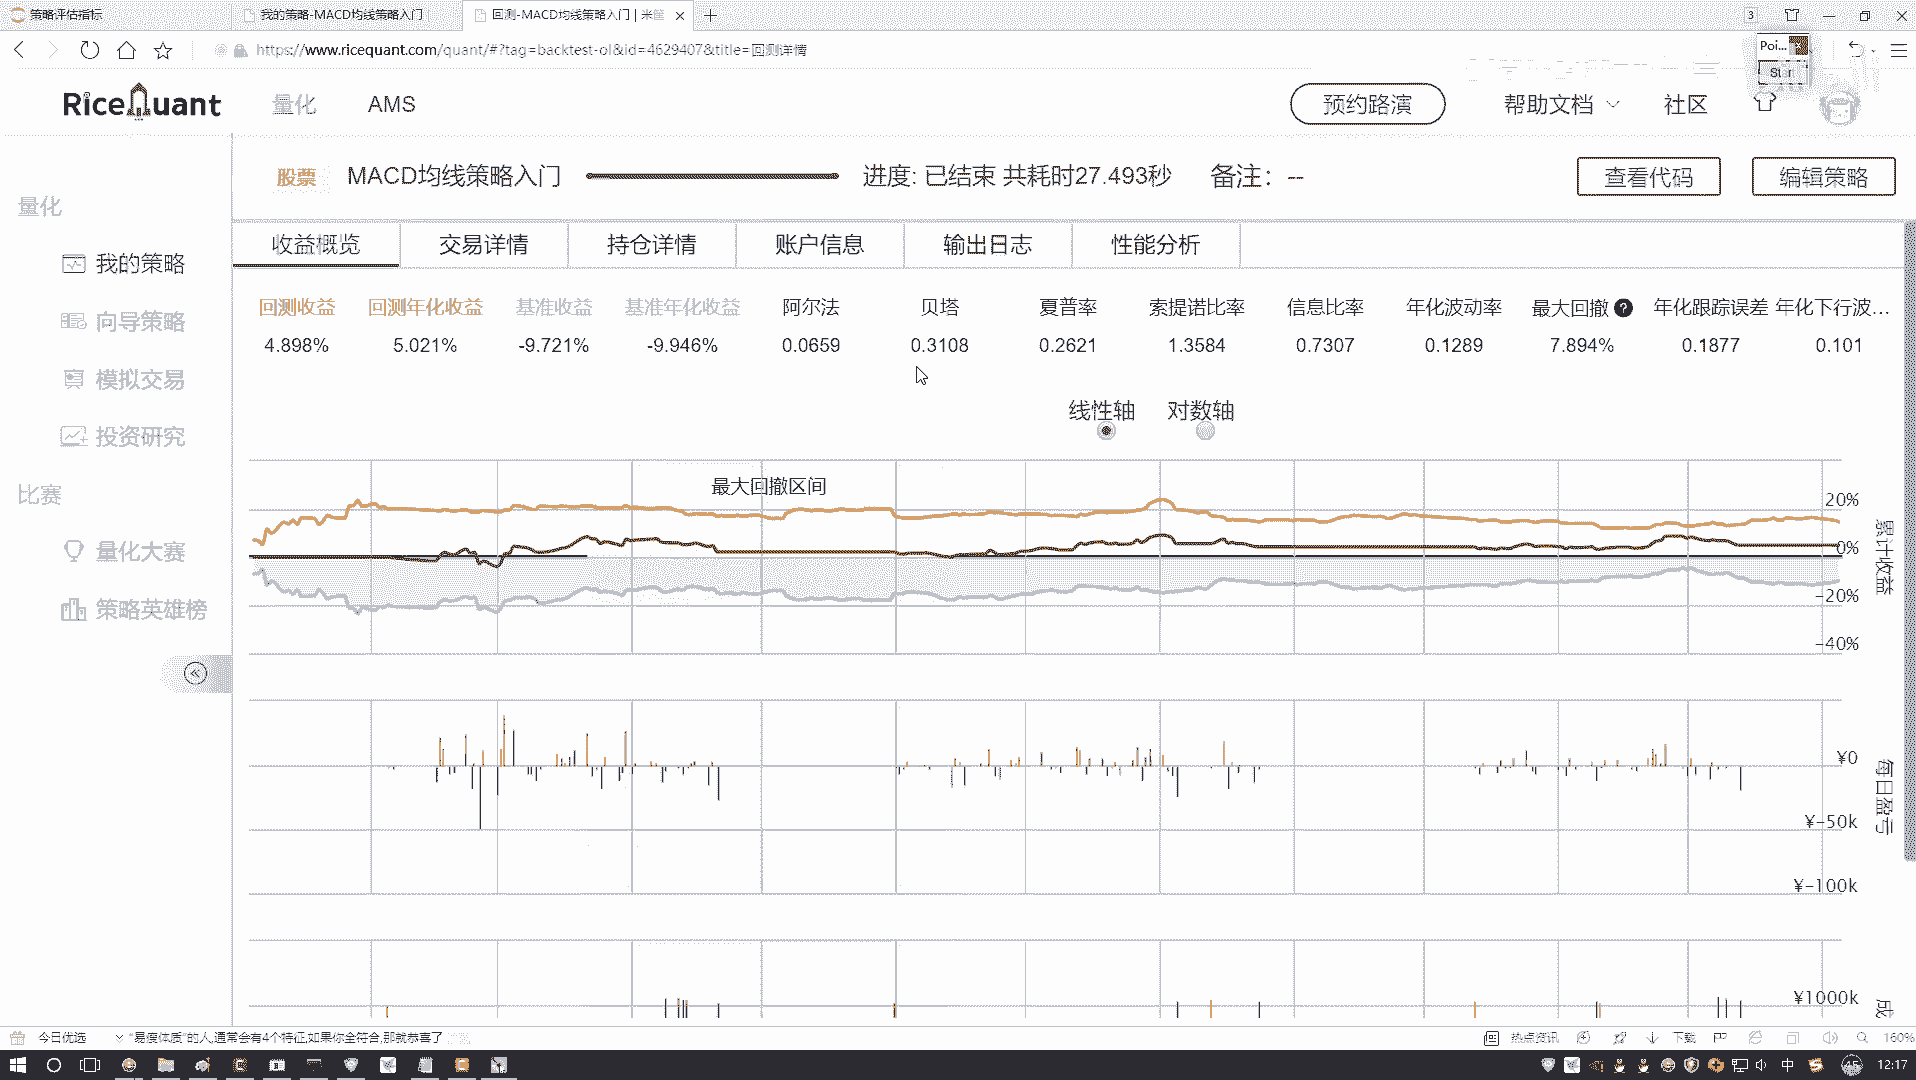 策略评估指标
我的策略-MACD均线策略入门
回测-MACD均线策略入门 | 米筐
3
https://www.ricequant.com/quant/#?tag=backtest-ol&id=4629407&title=回测详情
Poi...
Star
RiceQuant
量化
AMS
预约路演
帮助文档
社区
股票
MACD均线策略入门
进度: 已结束 共耗时27.493秒
备注: --
查看代码
编辑策略
量化
我的策略
向导策略
模拟交易
投资研究
比赛
量化大赛
策略英雄榜
收益概览
交易详情
持仓详情
账户信息
输出日志
性能分析
回测收益 回测年化收益 基准收益 基准年化收益 阿尔法 贝塔 夏普率 索提诺比率 信息比率 年化波动率 最大回撤 ? 年化跟踪误差 年化下行波...
4.898% 5.021% -9.721% -9.946% 0.0659 0.3108 0.2621 1.3584 0.7307 0.1289 7.894% 0.1877 0.101
线性轴 对数轴
最大回撤区间
20%
0%
-20%
-40%
累计收益
¥0
¥-50k
¥-100k
每日盈亏
¥1000k
成
今日优选
“易瘦体质”的人,通常会有4个特征,如果你全符合,那就恭喜了
热点资讯
下载
160%
中
45
12:17